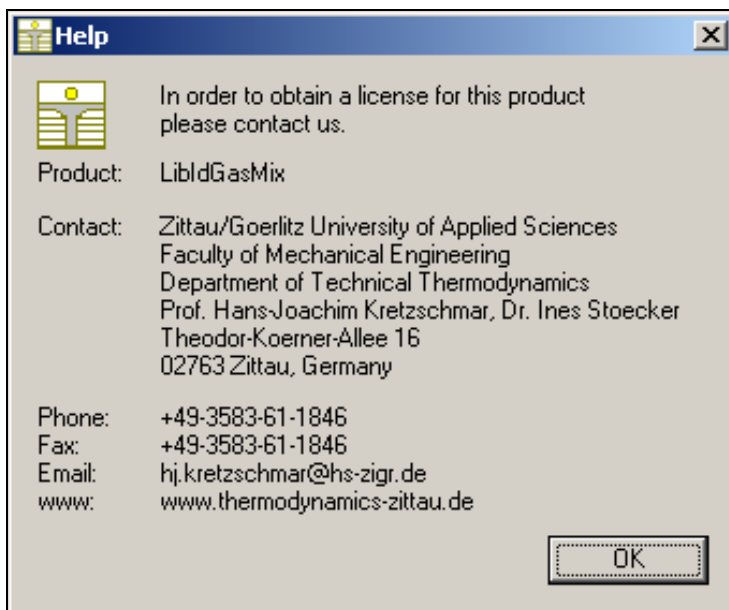 Help
In order to obtain a license for this product
please contact us.
Product: LibIdGasMix
Contact: Zittau/Goerlitz University of Applied Sciences
Faculty of Mechanical Engineering
Department of Technical Thermodynamics
Prof. Hans-Joachim Kretzschmar, Dr. Ines Stoecker
Theodor-Koerner-Allee 16
02763 Zittau, Germany
Phone: +49-3583-61-1846
Fax: +49-3583-61-1846
Email: hj.kretzschmar@hs-zigr.de
www: www.thermodynamics-zittau.de
OK